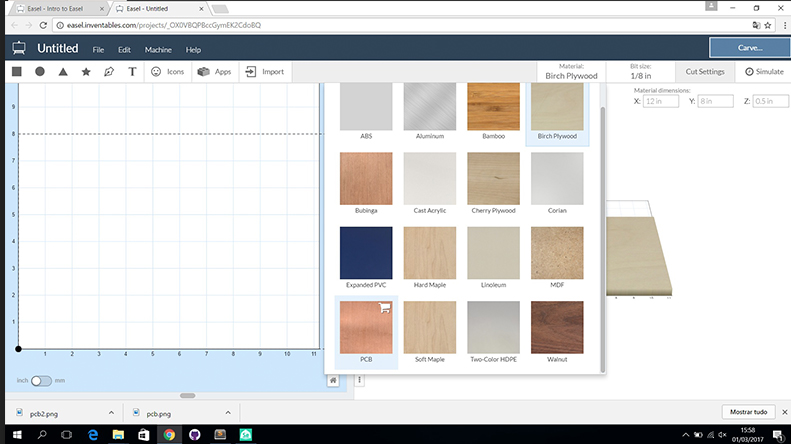 Easel - Intro to Easel
Easel - Untitled
easel.inventables.com/projects/_OX0V8QPBccGymEK2CdoBQ
Untitled File Edit Machine Help
Carve...
T Icons Apps Import
Material:
Birch Plywood
Bit size:
1/8 in
Cut Settings
Simulate
Material dimensions:
X: 12 in Y: 8 in Z: 0.5 in
ABS Aluminum Bamboo Birch Plywood
Bubinga Cast Acrylic Cherry Plywood Corian
Expanded PVC Hard Maple Linoleum MDF
PCB Soft Maple Two-Color HDPE Walnut
9
8
7
6
5
4
3
2
1
1 2 3 4 5 6 7 8 9 10 11
inch mm
pcb2.png pcb.png Mostrar tudo
15:58
01/03/2017